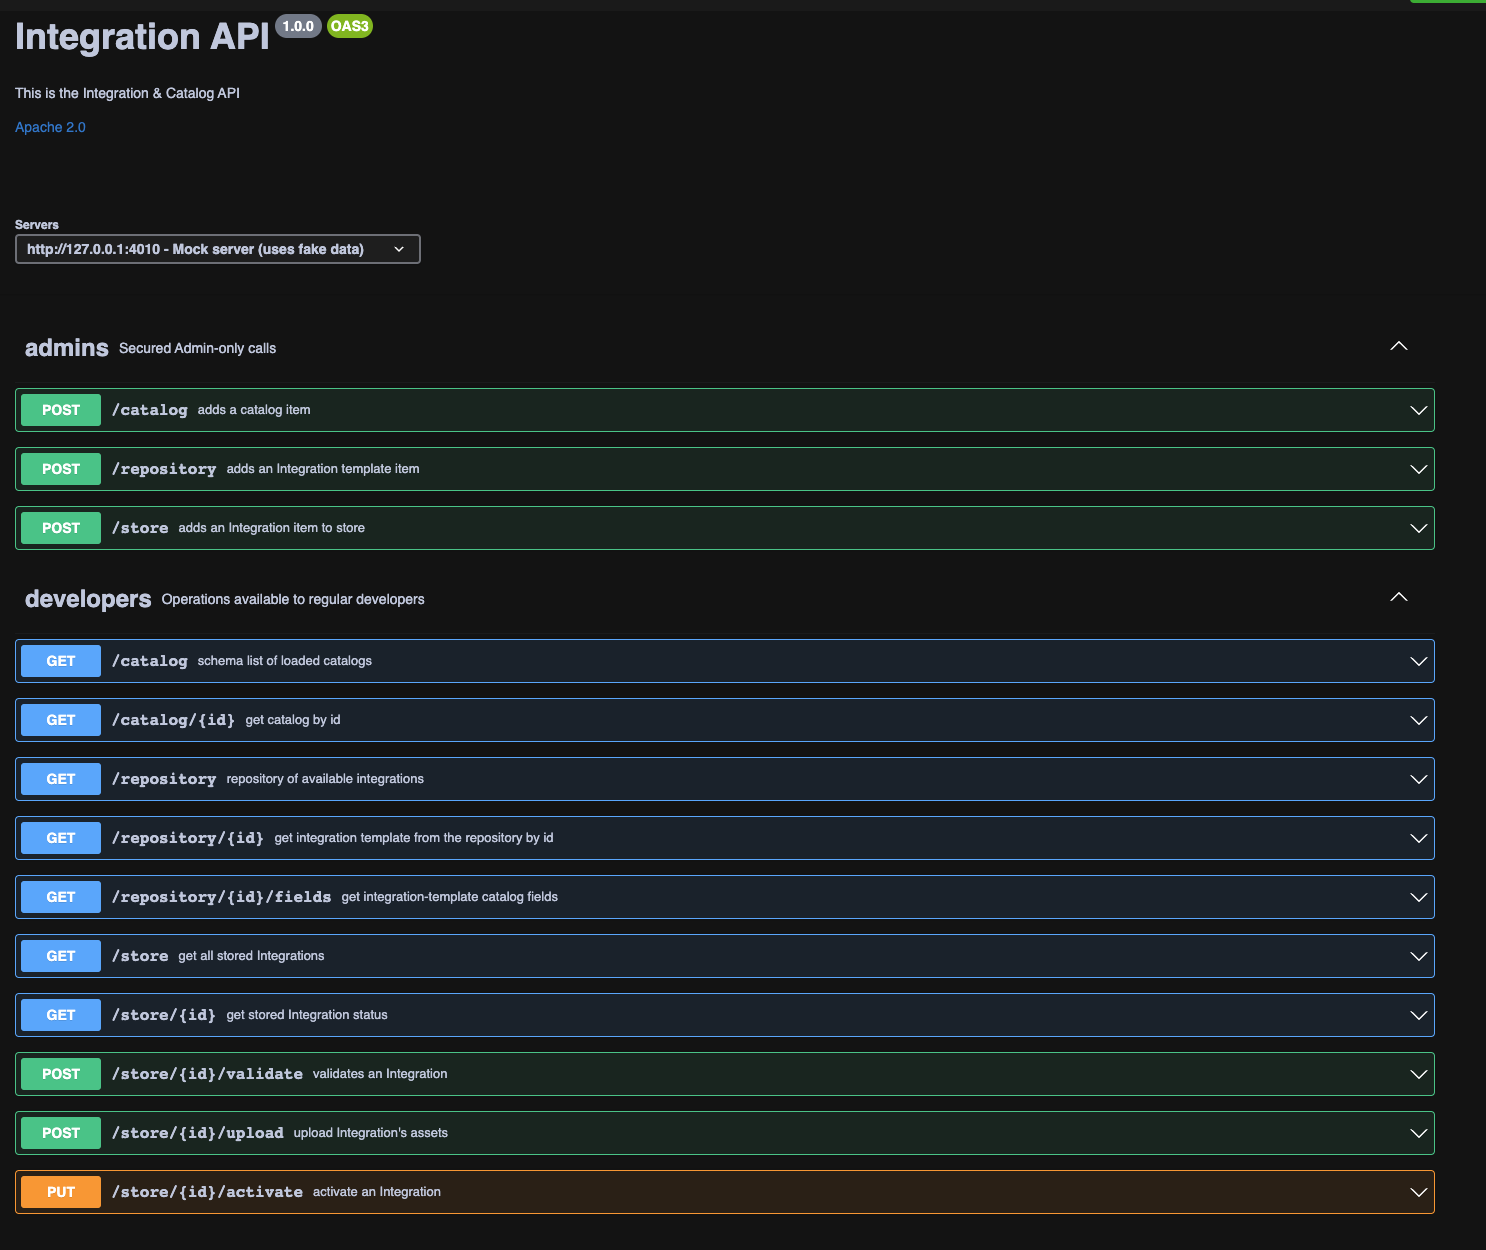 Integration API 1.0.0 OAS3
This is the Integration & Catalog API
Apache 2.0
Servers
http://127.0.0.1:4010 - Mock server (uses fake data)
admins Secured Admin-only calls
POST /catalog adds a catalog item
POST /repository adds an Integration template item
POST /store adds an Integration item to store
developers Operations available to regular developers
GET /catalog schema list of loaded catalogs
GET /catalog/{id} get catalog by id
GET /repository repository of available integrations
GET /repository/{id} get integration template from the repository by id
GET /repository/{id}/fields get integration-template catalog fields
GET /store get all stored Integrations
GET /store/{id} get stored Integration status
POST /store/{id}/validate validates an Integration
POST /store/{id}/upload upload Integration's assets
PUT /store/{id}/activate activate an Integration